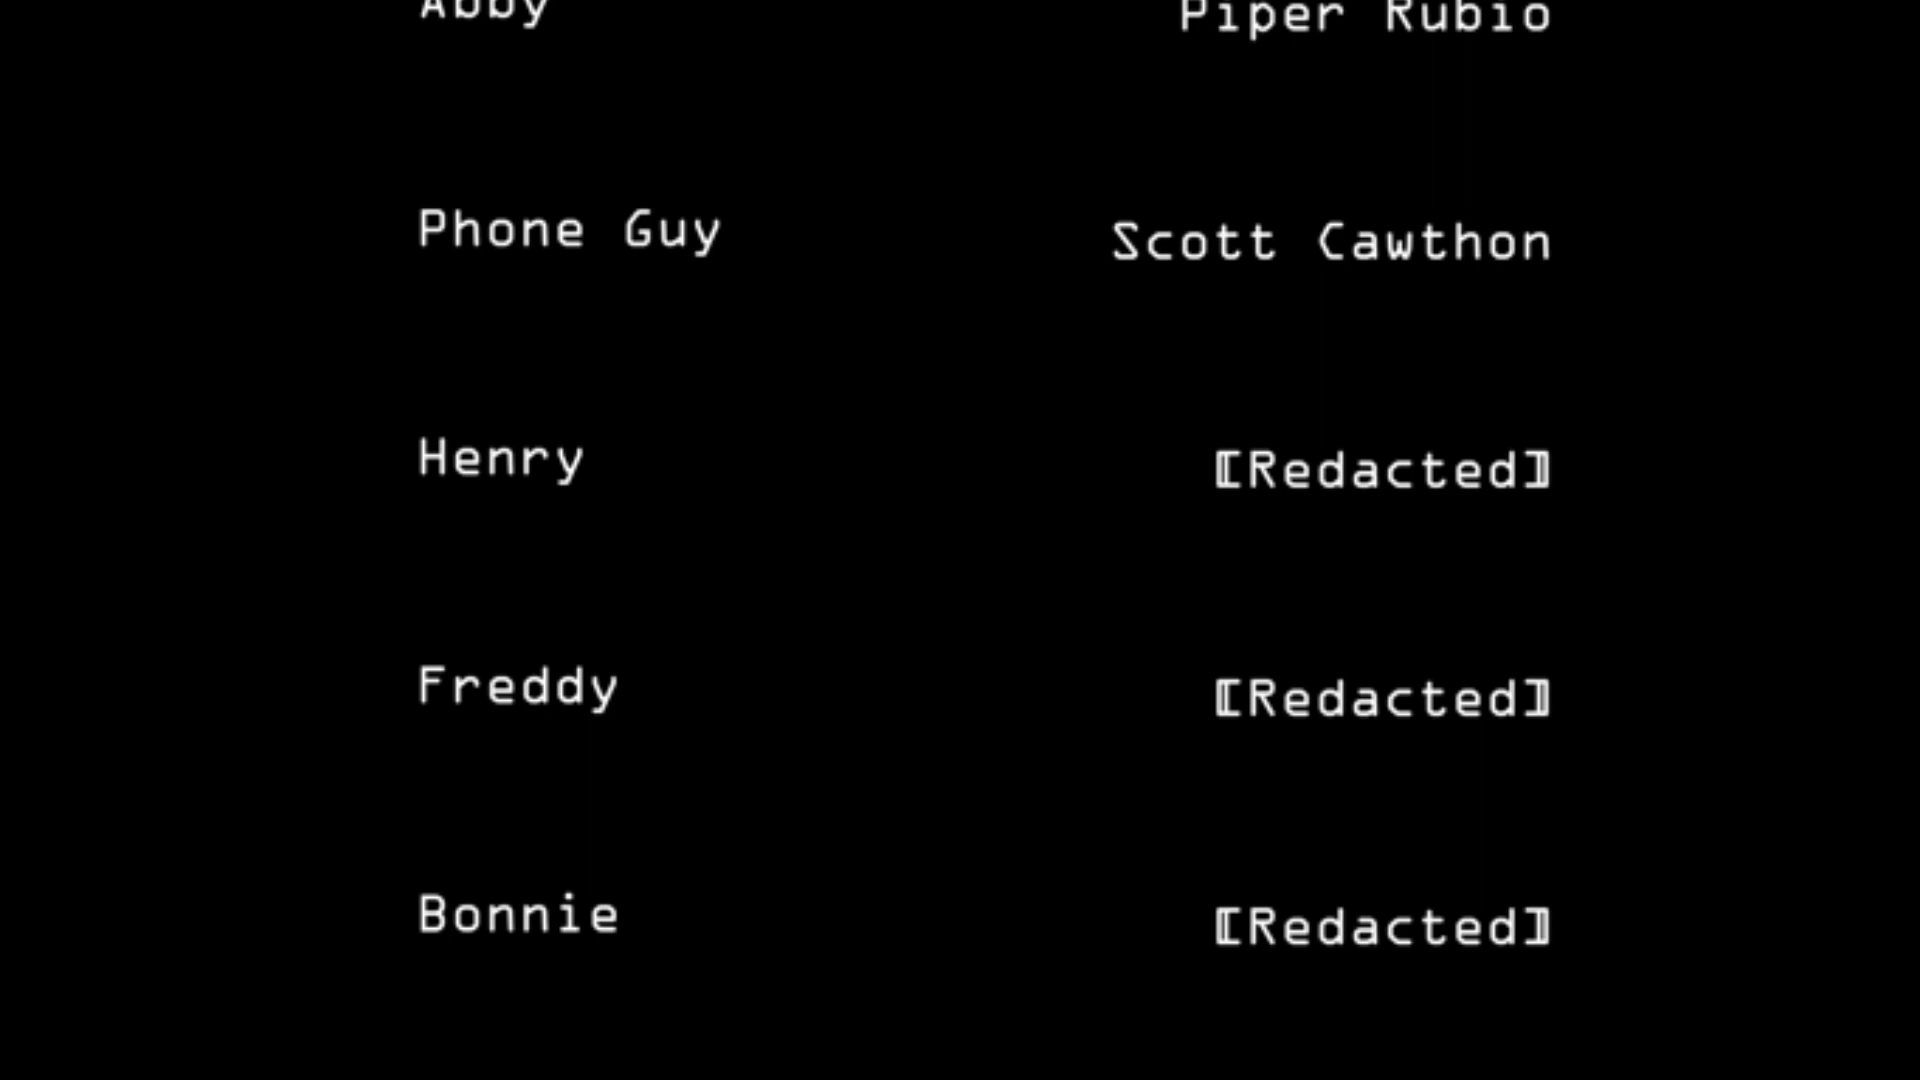 Abby Piper Rubio
Phone Guy Scott Cawthon
Henry [Redacted]
Freddy [Redacted]
Bonnie [Redacted]